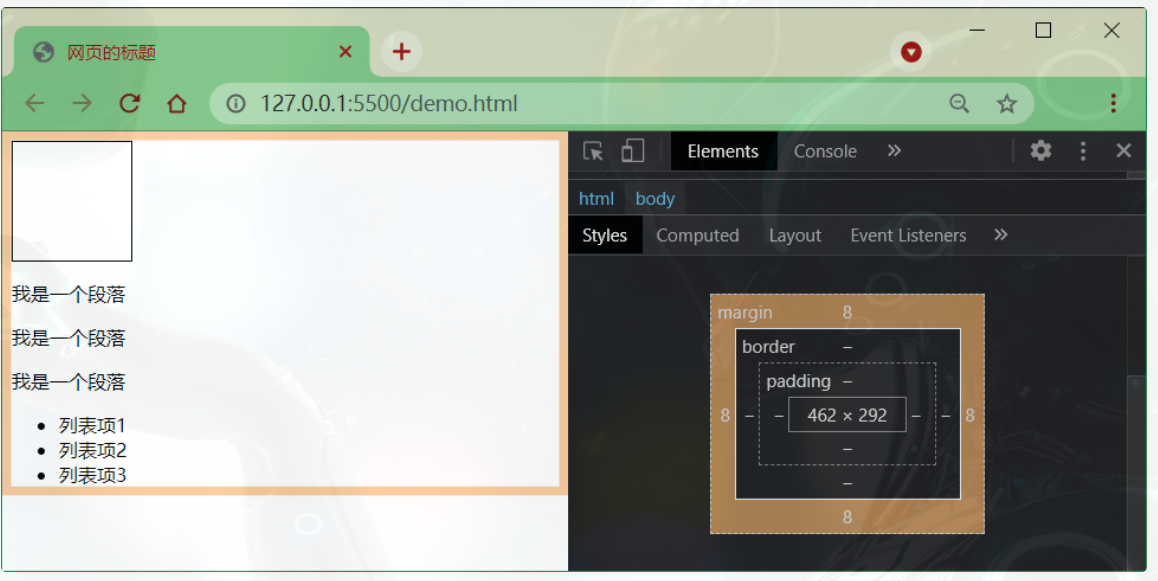 网页的标题
127.0.0.1:5500/demo.html
Elements Console
html body
Styles Computed Layout Event Listeners
我是一个段落
我是一个段落
我是一个段落
列表项1
列表项2
列表项3
margin 8
border –
padding –
8 – – 462 × 292 – – 8
–
–
8